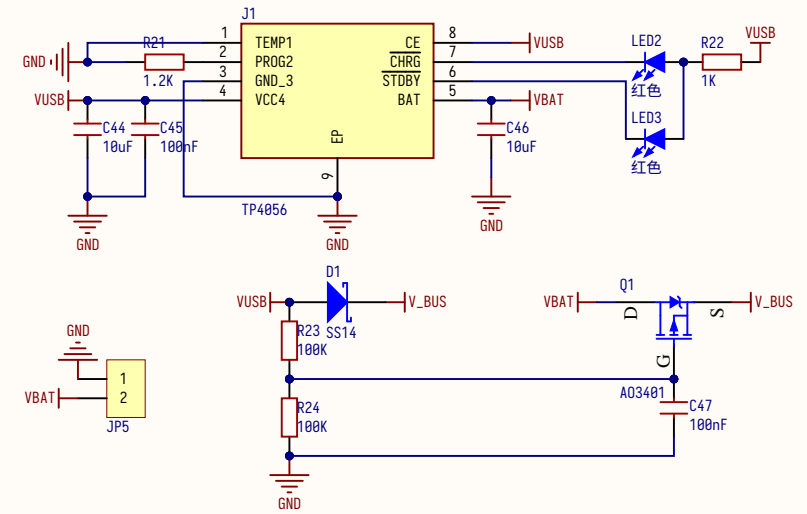 J1
R21
GND
1.2K
1
2
3
4
TEMP1
PROG2
GND_3
VCC4
CE
CHRG
STDBY
BAT
8
7
6
5
EP
9
TP4056
VUSB
C44
10uF
C45
100nF
GND
GND
VUSB
VBAT
C46
10uF
GND
LED2
红色
LED3
红色
R22
1K
VUSB
D1
VUSB
V_BUS
SS14
R23
100K
R24
100K
GND
Q1
VBAT
D
S
G
V_BUS
AO3401
C47
100nF
GND
VBAT
1
2
JP5